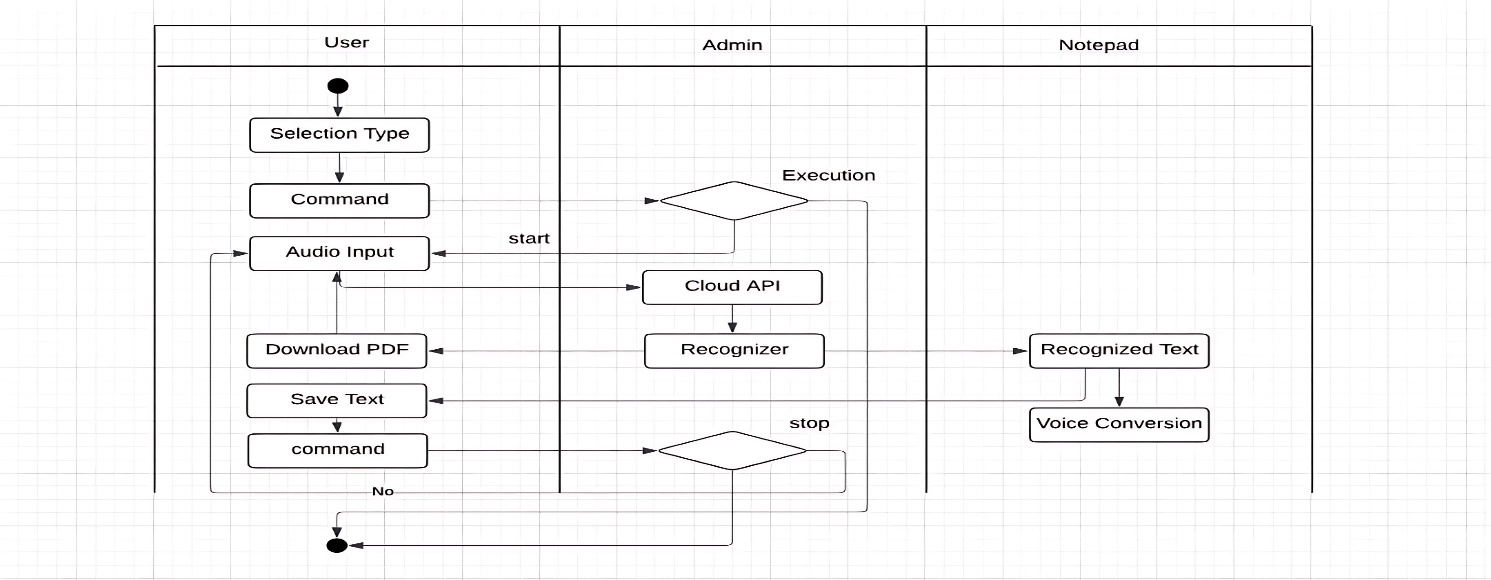 User
Admin
Notepad
Selection Type
Execution
Command
start
Audio Input
Cloud API
Download PDF
Recognizer
Recognized Text
Save Text
stop
Voice Conversion
command
No